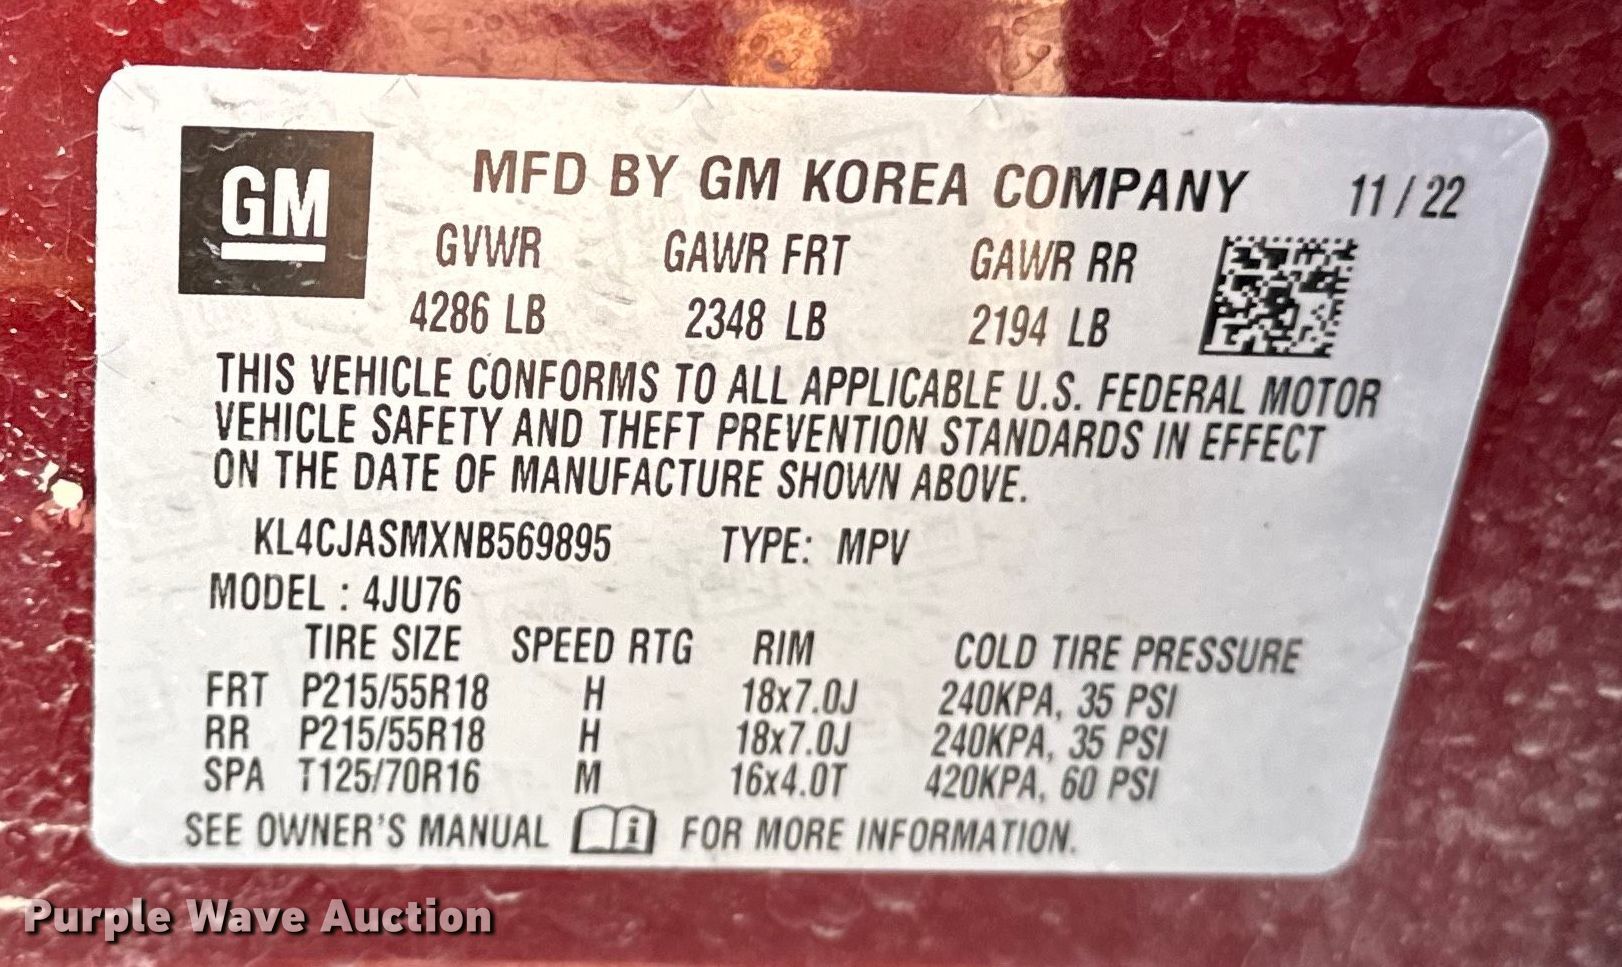 GM
MFD BY GM KOREA COMPANY 11 / 22
GVWR GAWR FRT GAWR RR
4286 LB 2348 LB 2194 LB
THIS VEHICLE CONFORMS TO ALL APPLICABLE U.S. FEDERAL MOTOR
VEHICLE SAFETY AND THEFT PREVENTION STANDARDS IN EFFECT
ON THE DATE OF MANUFACTURE SHOWN ABOVE.
KL4CJASMXNB569895 TYPE: MPV
MODEL : 4JU76
TIRE SIZE SPEED RTG RIM COLD TIRE PRESSURE
FRT P215/55R18 H 18x7.0J 240KPA, 35 PSI
RR P215/55R18 H 18x7.0J 240KPA, 35 PSI
SPA T125/70R16 M 16x4.0T 420KPA, 60 PSI
SEE OWNER'S MANUAL i FOR MORE INFORMATION.
Purple Wave Auction